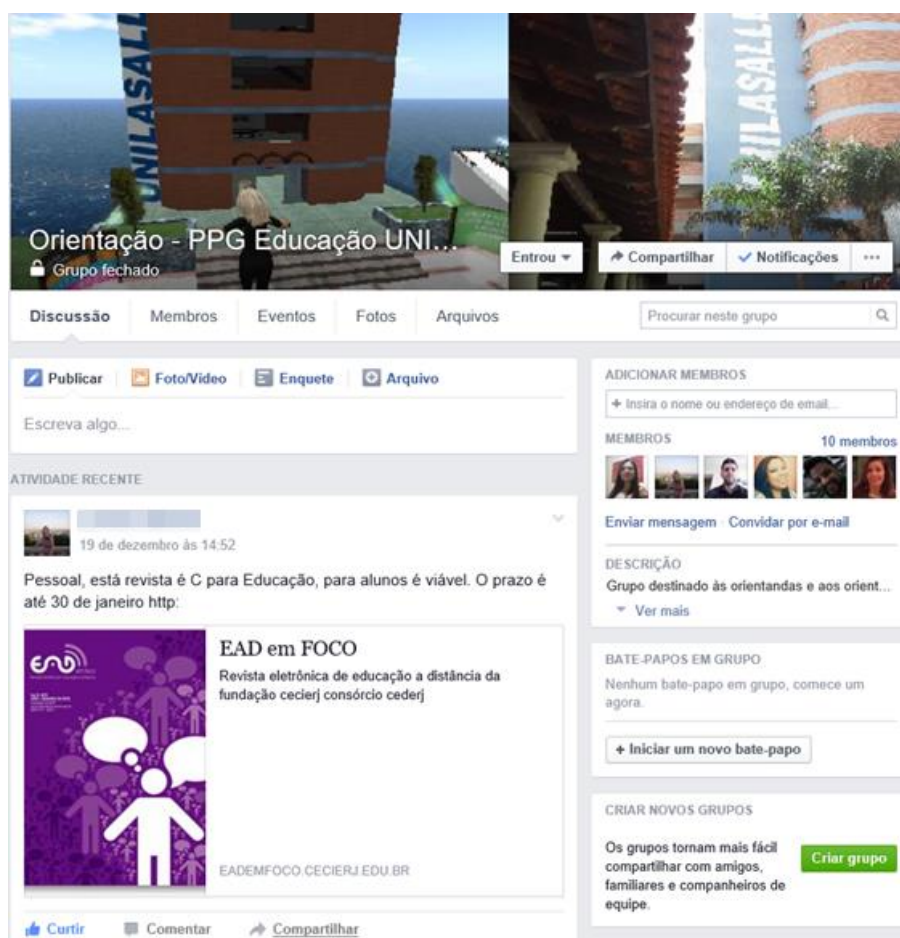 UNILASALLE
UNILASALLE
Orientação - PPG Educação UNI...
Grupo fechado
Entrou
Compartilhar
Notificações
Discussão
Membros
Eventos
Fotos
Arquivos
Procurar neste grupo
Publicar
Foto/Vídeo
Enquete
Arquivo
Escreva algo...
ATIVIDADE RECENTE
19 de dezembro às 14:52
Pessoal, está revista é C para Educação, para alunos é viável. O prazo é
até 30 de janeiro http:
EAD
EAD em FOCO
Revista eletrônica de educação a distância da
fundação cecierj consórcio cederj
EADEMFOCO.CECIERJ.EDU.BR
Curtir
Comentar
Compartilhar
ADICIONAR MEMBROS
+ Insira o nome ou endereço de email...
MEMBROS
10 membros
Enviar mensagem · Convidar por e-mail
DESCRIÇÃO
Grupo destinado às orientandas e aos orient...
Ver mais
BATE-PAPOS EM GRUPO
Nenhum bate-papo em grupo, comece um
agora.
+ Iniciar um novo bate-papo
CRIAR NOVOS GRUPOS
Os grupos tornam mais fácil
compartilhar com amigos,
familiares e companheiros de
equipe.
Criar grupo